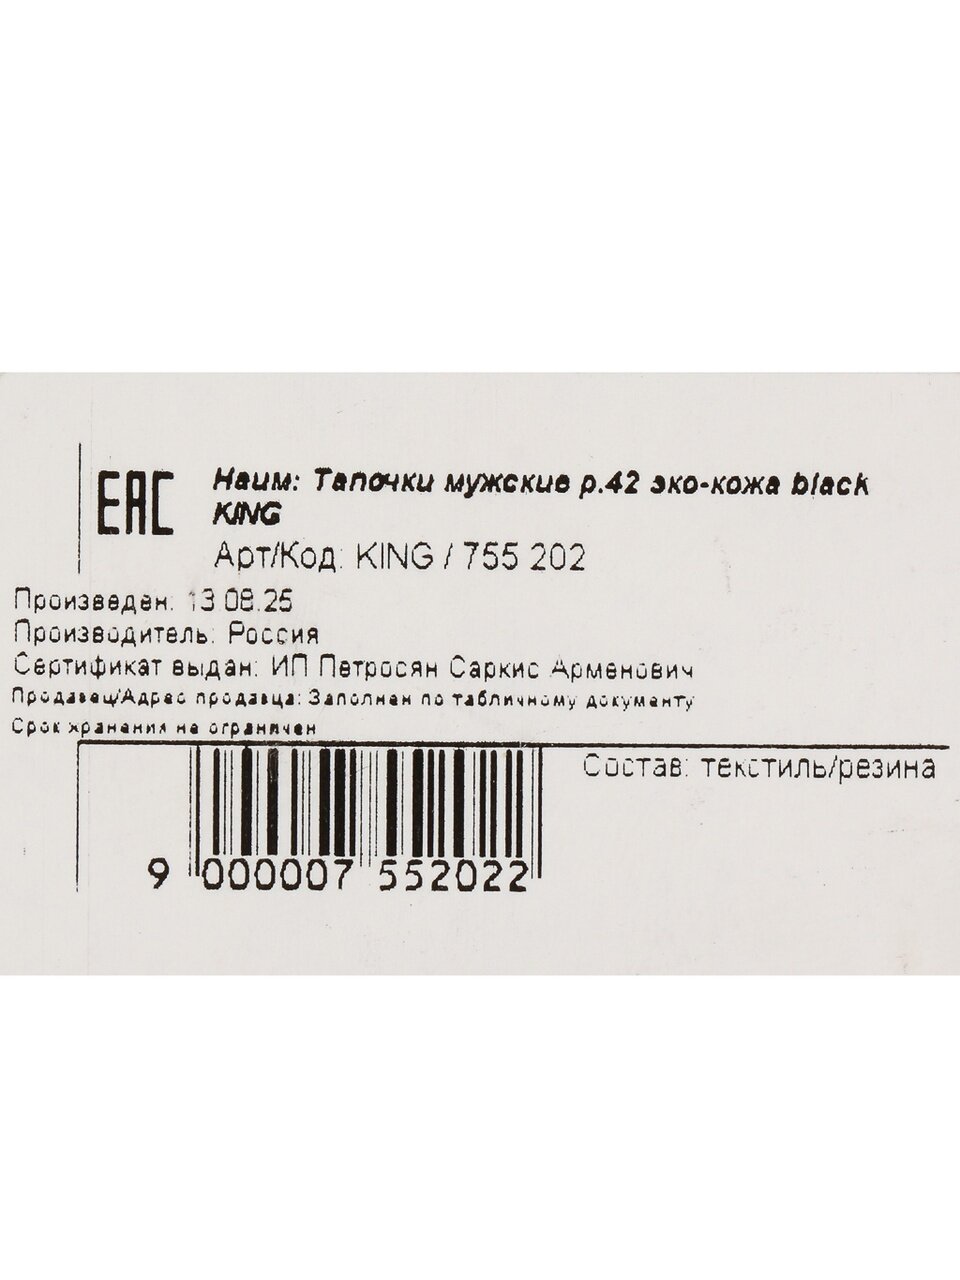 EAC
Наим: Тапочки мужские р.42 эко-кожа black
KING
Арт/Код: KING / 755 202
Произведен: 13.08.25
Производитель: Россия
Сертификат выдан: ИП Петросян Саркис Арменович
Продавец/Адрес продавца: Заполнен по табличному документу
Срок хранения не ограничен
Состав: текстиль/резина
9 000007 552022